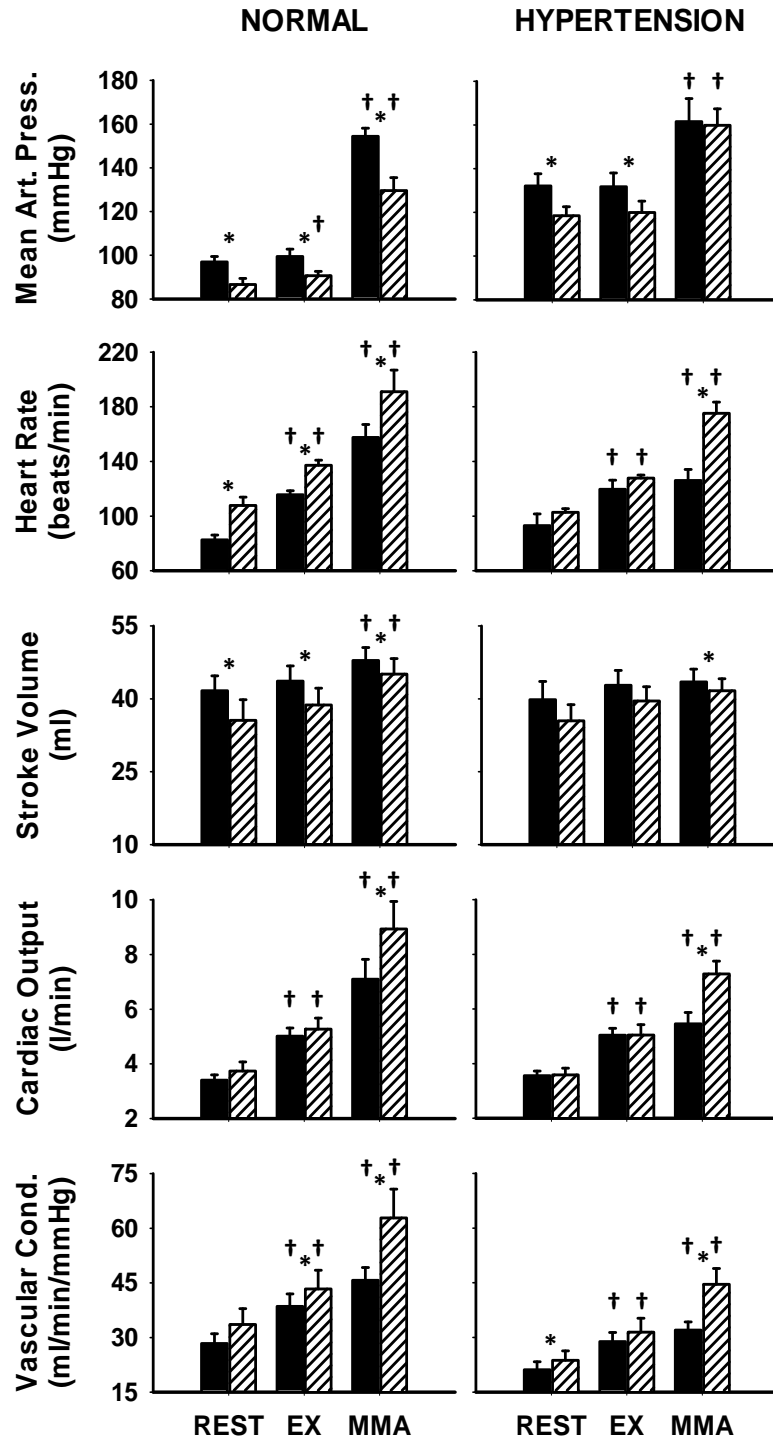 NORMAL HYPERTENSION
Mean Art. Press.
(mmHg)
180
160
140
120
100
80
* * † † * †
* * † †
Heart Rate
(beats/min)
220
180
140
100
60
* † * † † * †
† † † * †
Stroke Volume
(ml)
55
40
25
10
* * † * †
*
Cardiac Output
(l/min)
10
8
6
4
2
† † † * †
† † † * †
Vascular Cond.
(ml/min/mmHg)
75
60
45
30
15
† * † † * †
* † † † * †
REST EX MMA REST EX MMA